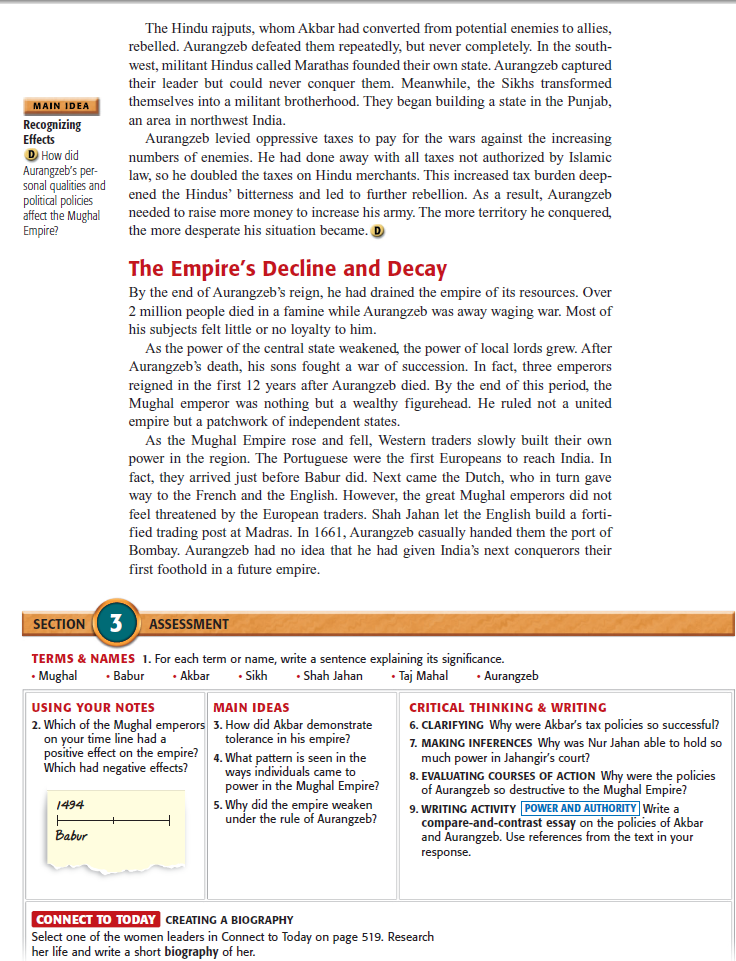 The Hindu rajputs, whom Akbar had converted from potential enemies to allies,
rebelled. Aurangzeb defeated them repeatedly, but never completely. In the south-
west, militant Hindus called Marathas founded their own state. Aurangzeb captured
their leader but could never conquer them. Meanwhile, the Sikhs transformed
themselves into a militant brotherhood. They began building a state in the Punjab,
an area in northwest India.
Aurangzeb levied oppressive taxes to pay for the wars against the increasing
numbers of enemies. He had done away with all taxes not authorized by Islamic
law, so he doubled the taxes on Hindu merchants. This increased tax burden deep-
ened the Hindus' bitterness and led to further rebellion. As a result, Aurangzeb
needed to raise more money to increase his army. The more territory he conquered,
the more desperate his situation became. D
MAIN IDEA
Recognizing
Effects
D How did
Aurangzeb's per-
sonal qualities and
political policies
affect the Mughal
Empire?
The Empire's Decline and Decay
By the end of Aurangzeb's reign, he had drained the empire of its resources. Over
2 million people died in a famine while Aurangzeb was away waging war. Most of
his subjects felt little or no loyalty to him.
As the power of the central state weakened, the power of local lords grew. After
Aurangzeb's death, his sons fought a war of succession. In fact, three emperors
reigned in the first 12 years after Aurangzeb died. By the end of this period, the
Mughal emperor was nothing but a wealthy figurehead. He ruled not a united
empire but a patchwork of independent states.
As the Mughal Empire rose and fell, Western traders slowly built their own
power in the region. The Portuguese were the first Europeans to reach India. In
fact, they arrived just before Babur did. Next came the Dutch, who in turn gave
way to the French and the English. However, the great Mughal emperors did not
feel threatened by the European traders. Shah Jahan let the English build a forti-
fied trading post at Madras. In 1661, Aurangzeb casually handed them the port of
Bombay. Aurangzeb had no idea that he had given India's next conquerors their
first foothold in a future empire.
SECTION 3 ASSESSMENT
TERMS & NAMES 1. For each term or name, write a sentence explaining its significance.
• Mughal • Babur • Akbar • Sikh • Shah Jahan • Taj Mahal • Aurangzeb
USING YOUR NOTES
2. Which of the Mughal emperors
on your time line had a
positive effect on the empire?
Which had negative effects?
1494
Babur
MAIN IDEAS
3. How did Akbar demonstrate
tolerance in his empire?
4. What pattern is seen in the
ways individuals came to
power in the Mughal Empire?
5. Why did the empire weaken
under the rule of Aurangzeb?
CRITICAL THINKING & WRITING
6. CLARIFYING Why were Akbar's tax policies so successful?
7. MAKING INFERENCES Why was Nur Jahan able to hold so
much power in Jahangir's court?
8. EVALUATING COURSES OF ACTION Why were the policies
of Aurangzeb so destructive to the Mughal Empire?
9. WRITING ACTIVITY POWER AND AUTHORITY Write a
compare-and-contrast essay on the policies of Akbar
and Aurangzeb. Use references from the text in your
response.
CONNECT TO TODAY CREATING A BIOGRAPHY
Select one of the women leaders in Connect to Today on page 519. Research
her life and write a short biography of her.